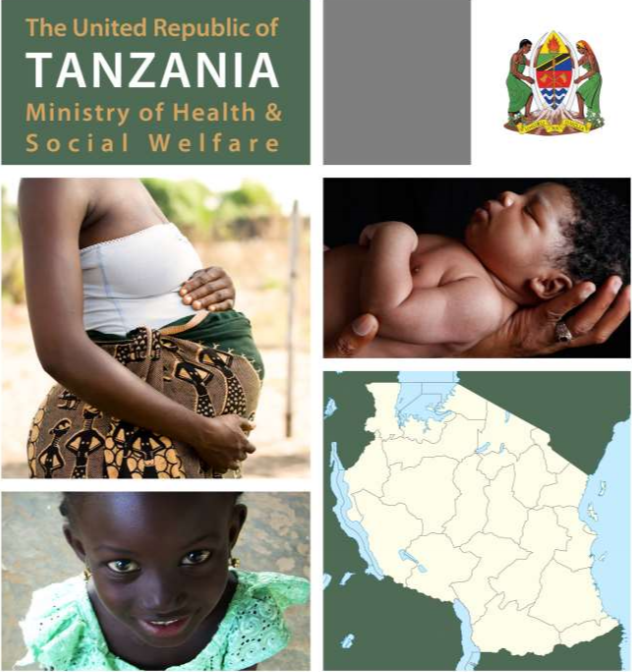 The United Republic of
TANZANIA
Ministry of Health &
Social Welfare